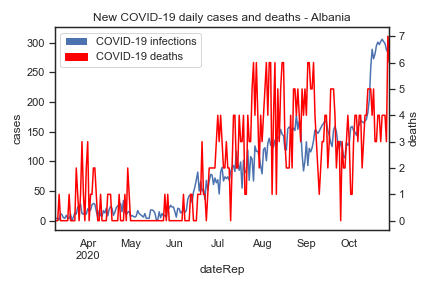 New COVID-19 daily cases and deaths - Albania
COVID-19 infections
COVID-19 deaths
300
250
200
150
100
50
0
cases
7
6
5
4
3
2
1
0
deaths
Apr
2020
May
Jun
Jul
Aug
Sep
Oct
dateRep